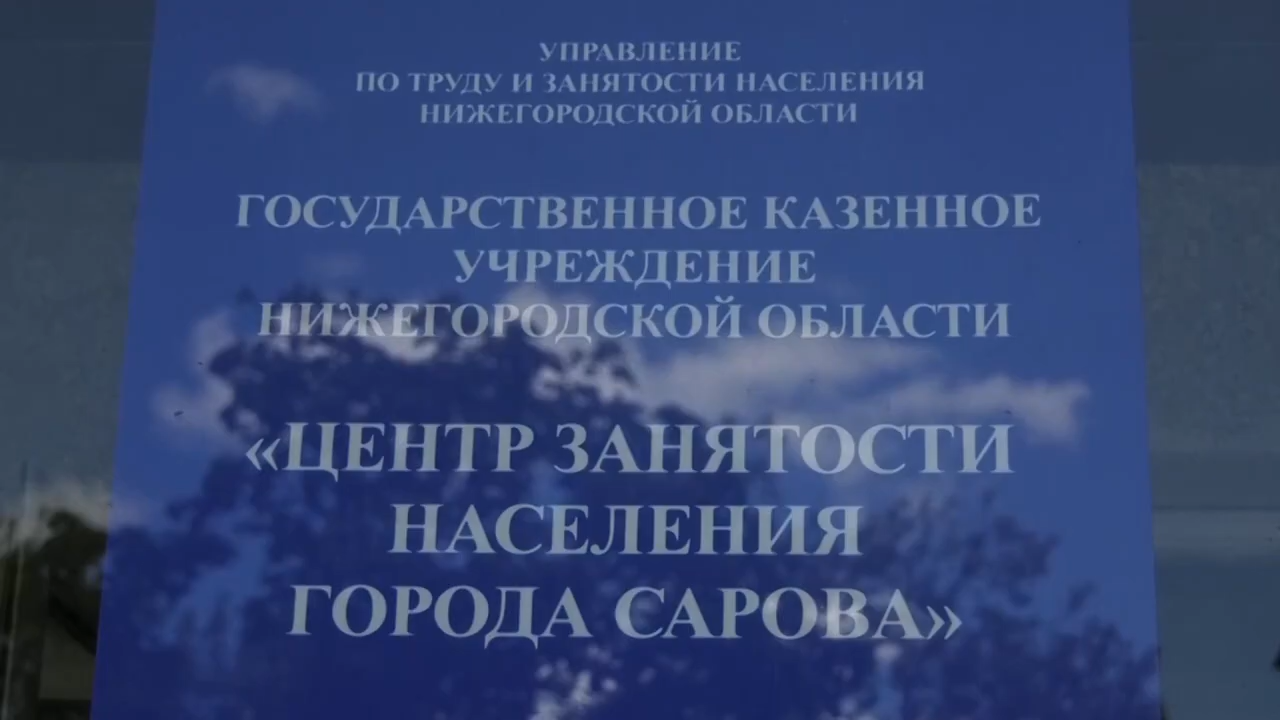 УПРАВЛЕНИЕ
ПО ТРУДУ И ЗАНЯТОСТИ НАСЕЛЕНИЯ
НИЖЕГОРОДСКОЙ ОБЛАСТИ
ГОСУДАРСТВЕННОЕ КАЗЕННОЕ
УЧРЕЖДЕНИЕ
НИЖЕГОРОДСКОЙ ОБЛАСТИ
«ЦЕНТР ЗАНЯТОСТИ
НАСЕЛЕНИЯ
ГОРОДА САРОВА»